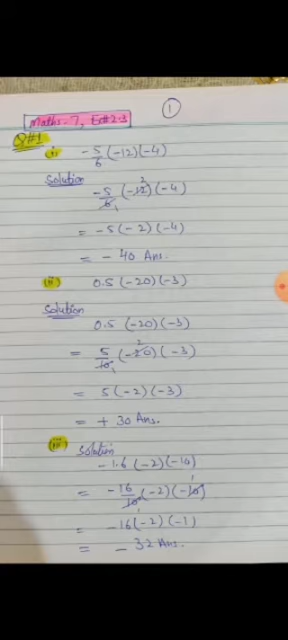 1
Maths-7, Ex#2.3
Q#1
(i) -5/6 (-12)(-4)
Solution
-5/6 (-12)(-4)
= -5(-2)(-4)
= -40 Ans.
(ii) 0.5(-20)(-3)
Solution
0.5(-20)(-3)
= 5/10 (-20)(-3)
= 5(-2)(-3)
= +30 Ans.
(iii) Solution
-1.6(-2)(-10)
= -16/10 (-2)(-10)
= -16(-2)(-1)
= -32 Ans.